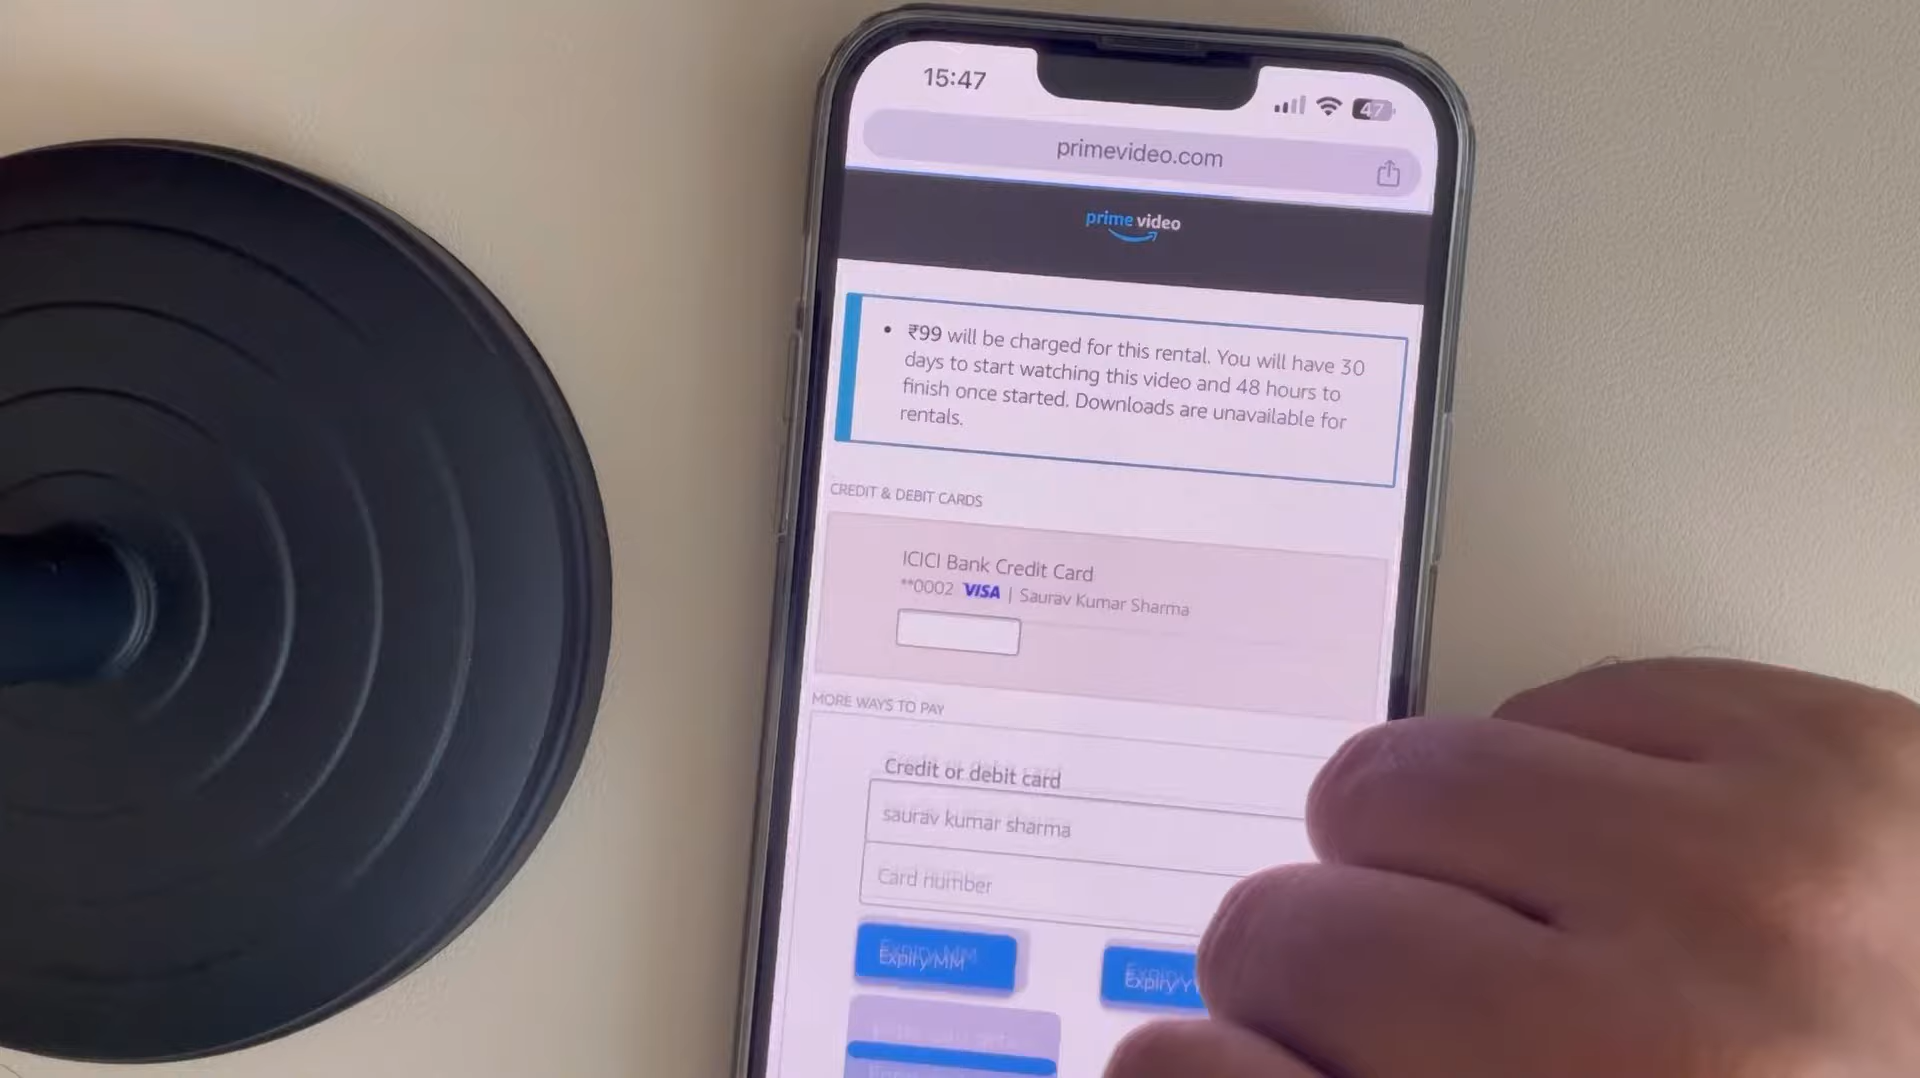 15:47
47
primevideo.com
prime video
• ₹99 will be charged for this rental. You will have 30
days to start watching this video and 48 hours to
finish once started. Downloads are unavailable for
rentals.
CREDIT & DEBIT CARDS
ICICI Bank Credit Card
**0002 VISA | Saurav Kumar Sharma
MORE WAYS TO PAY
Credit or debit card
saurav kumar sharma
Card number
Expiry MM
Expiry